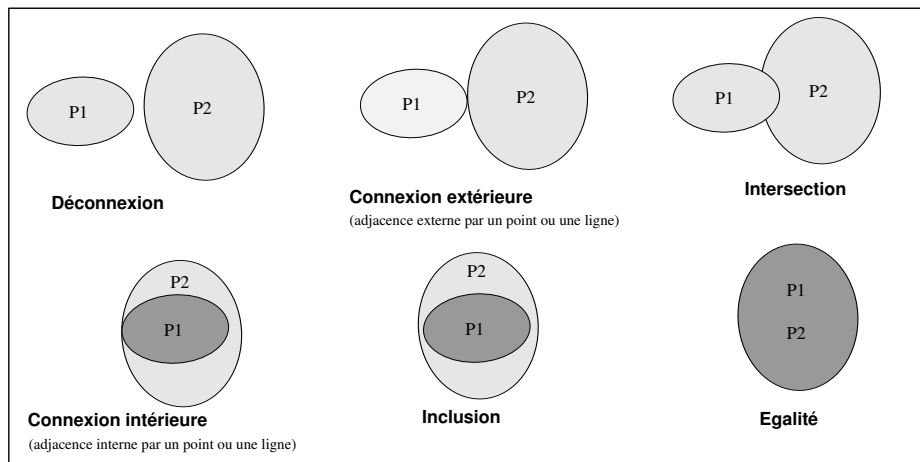 P1
P2
Déconnexion
P1
P2
Connexion extérieure
(adjacence externe par un point ou une ligne)
P1
P2
Intersection
P2
P1
Connexion intérieure
(adjacence interne par un point ou une ligne)
P2
P1
Inclusion
P1
P2
Egalité